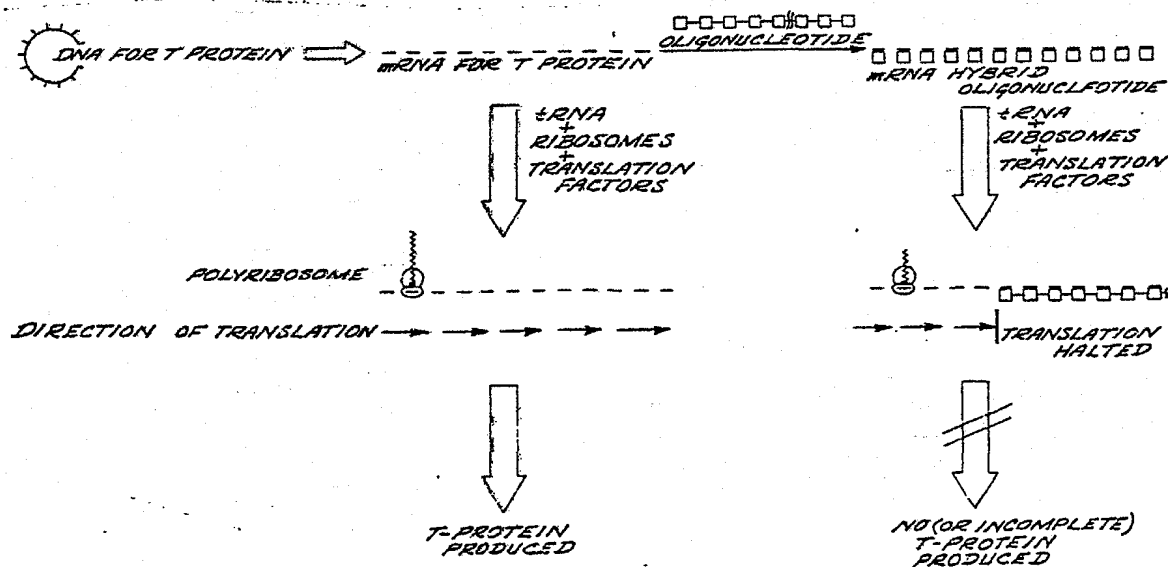 DNA FOR T PROTEIN
mRNA FOR T PROTEIN
OLIGONUCLEOTIDE
mRNA HYBRID
OLIGONUCLEOTIDE
tRNA
+
RIBOSOMES
+
TRANSLATION
FACTORS
tRNA
+
RIBOSOMES
+
TRANSLATION
FACTORS
POLYRIBOSOME
DIRECTION OF TRANSLATION
TRANSLATION
HALTED
T-PROTEIN
PRODUCED
NO (OR INCOMPLETE)
T-PROTEIN
PRODUCED